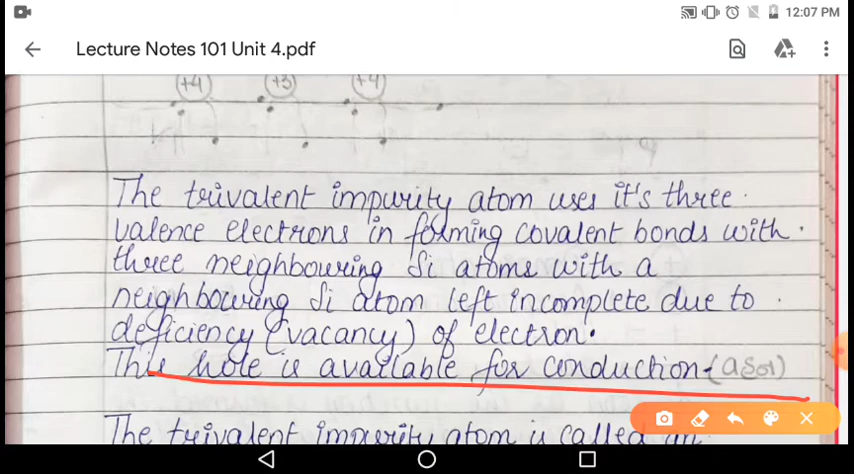 12:07 PM
Lecture Notes 101 Unit 4.pdf
+4 +3 +4
The trivalent impurity atom uses it's three
valence electrons in forming covalent bonds with
three neighbouring Si atoms with a
neighbouring Si atom left incomplete due to
deficiency (vacancy) of electron.
This hole is available for conduction (
The trivalent impurity atom is called an